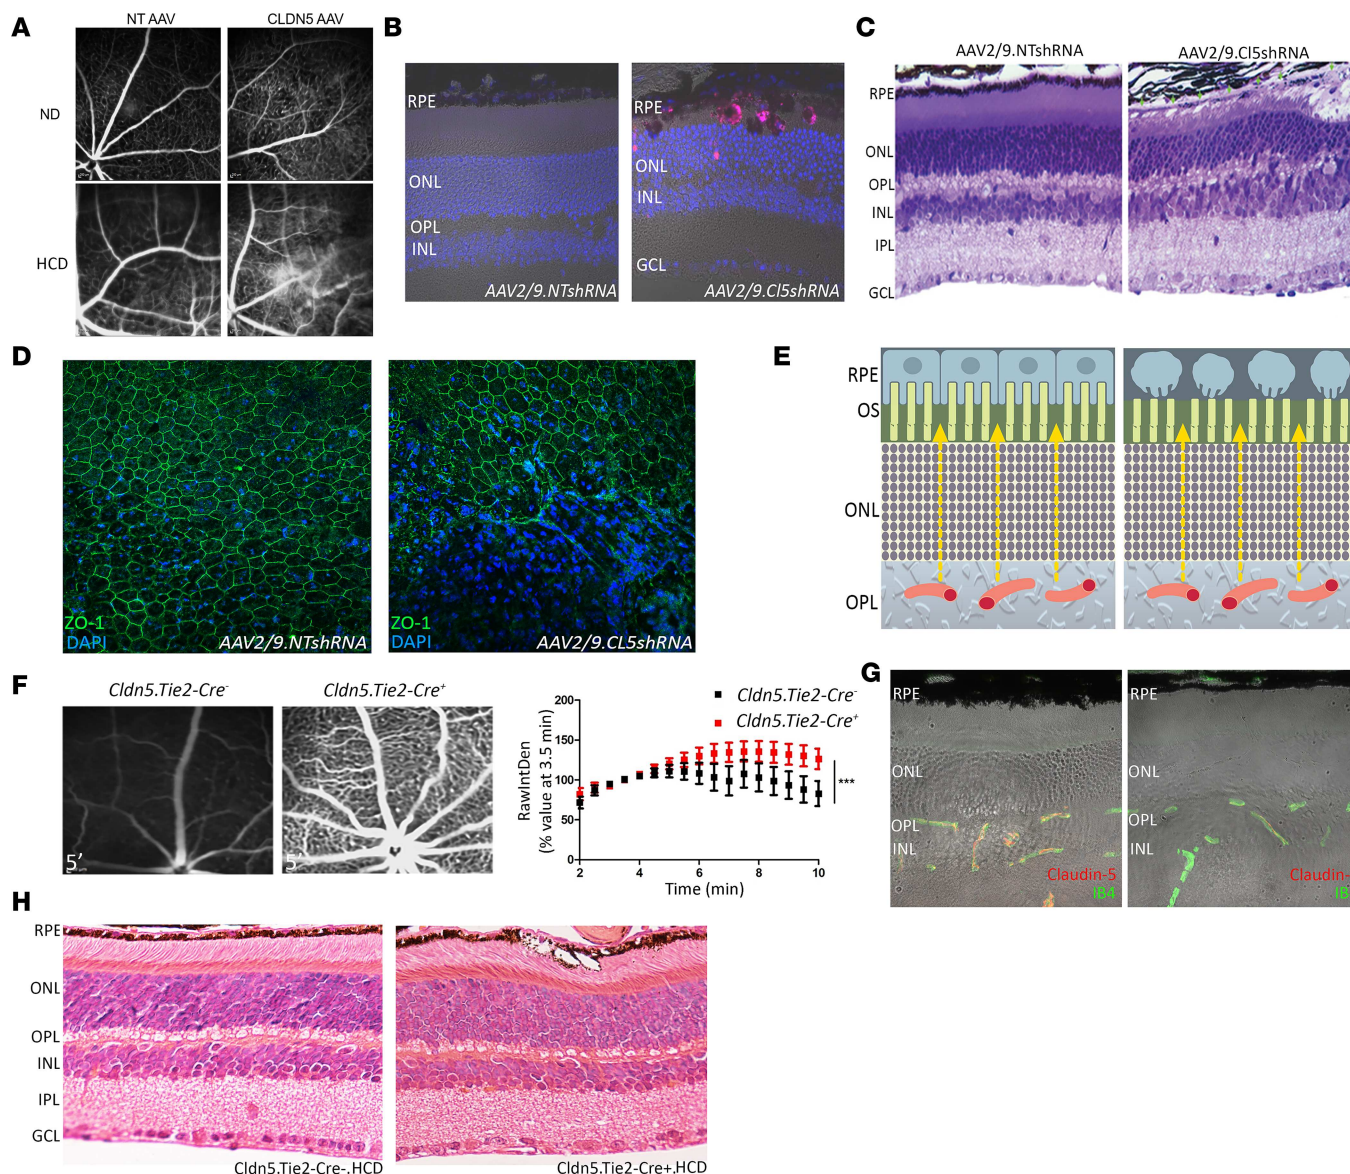 A
NT AAV
CLDN5 AAV
ND
HCD
B
RPE
ONL
OPL
INL
AAV2/9.NTshRNA
RPE
ONL
INL
GCL
AAV2/9.Cl5shRNA
C
AAV2/9.NTshRNA
AAV2/9.Cl5shRNA
RPE
ONL
OPL
INL
IPL
GCL
D
ZO-1
DAPI
AAV2/9.NTshRNA
ZO-1
DAPI
AAV2/9.CL5shRNA
E
RPE
OS
ONL
OPL
F
Cldn5.Tie2-Cre-
Cldn5.Tie2-Cre+
5’
5’
Cldn5.Tie2-Cre-
Cldn5.Tie2-Cre+
200
150
100
50
0
RawIntDen
(% value at 3.5 min)
***
2
4
6
8
10
Time (min)
G
RPE
ONL
OPL
INL
Claudin-5
IB4
RPE
ONL
OPL
INL
Claudin-
IB
H
RPE
ONL
OPL
INL
IPL
GCL
Cldn5.Tie2-Cre-.HCD
Cldn5.Tie2-Cre+.HCD